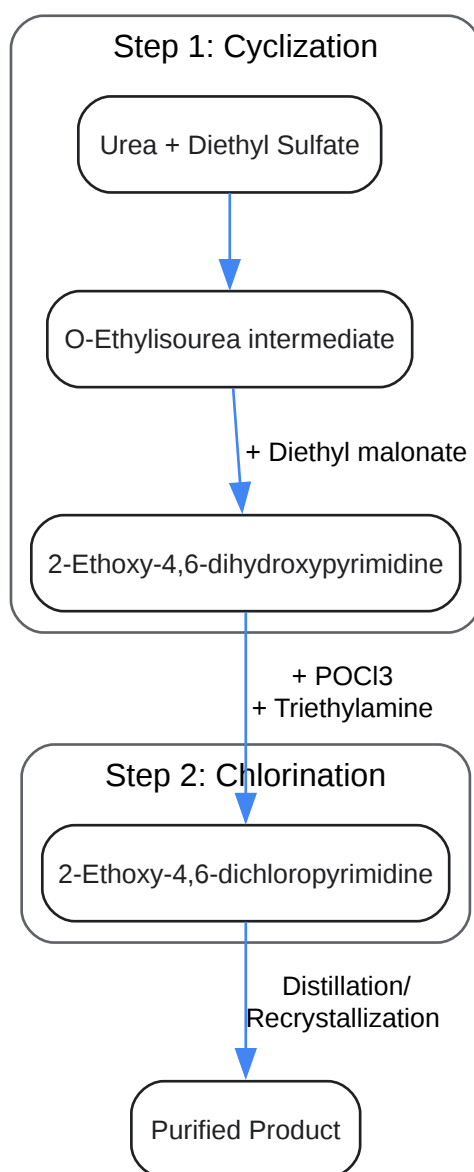 Step 1: Cyclization
Urea + Diethyl Sulfate
O-Ethylisourea intermediate
+ Diethyl malonate
2-Ethoxy-4,6-dihydroxypyrimidine
+ POCl3
+ Triethylamine
Step 2: Chlorination
2-Ethoxy-4,6-dichloropyrimidine
Distillation/
Recrystallization
Purified Product